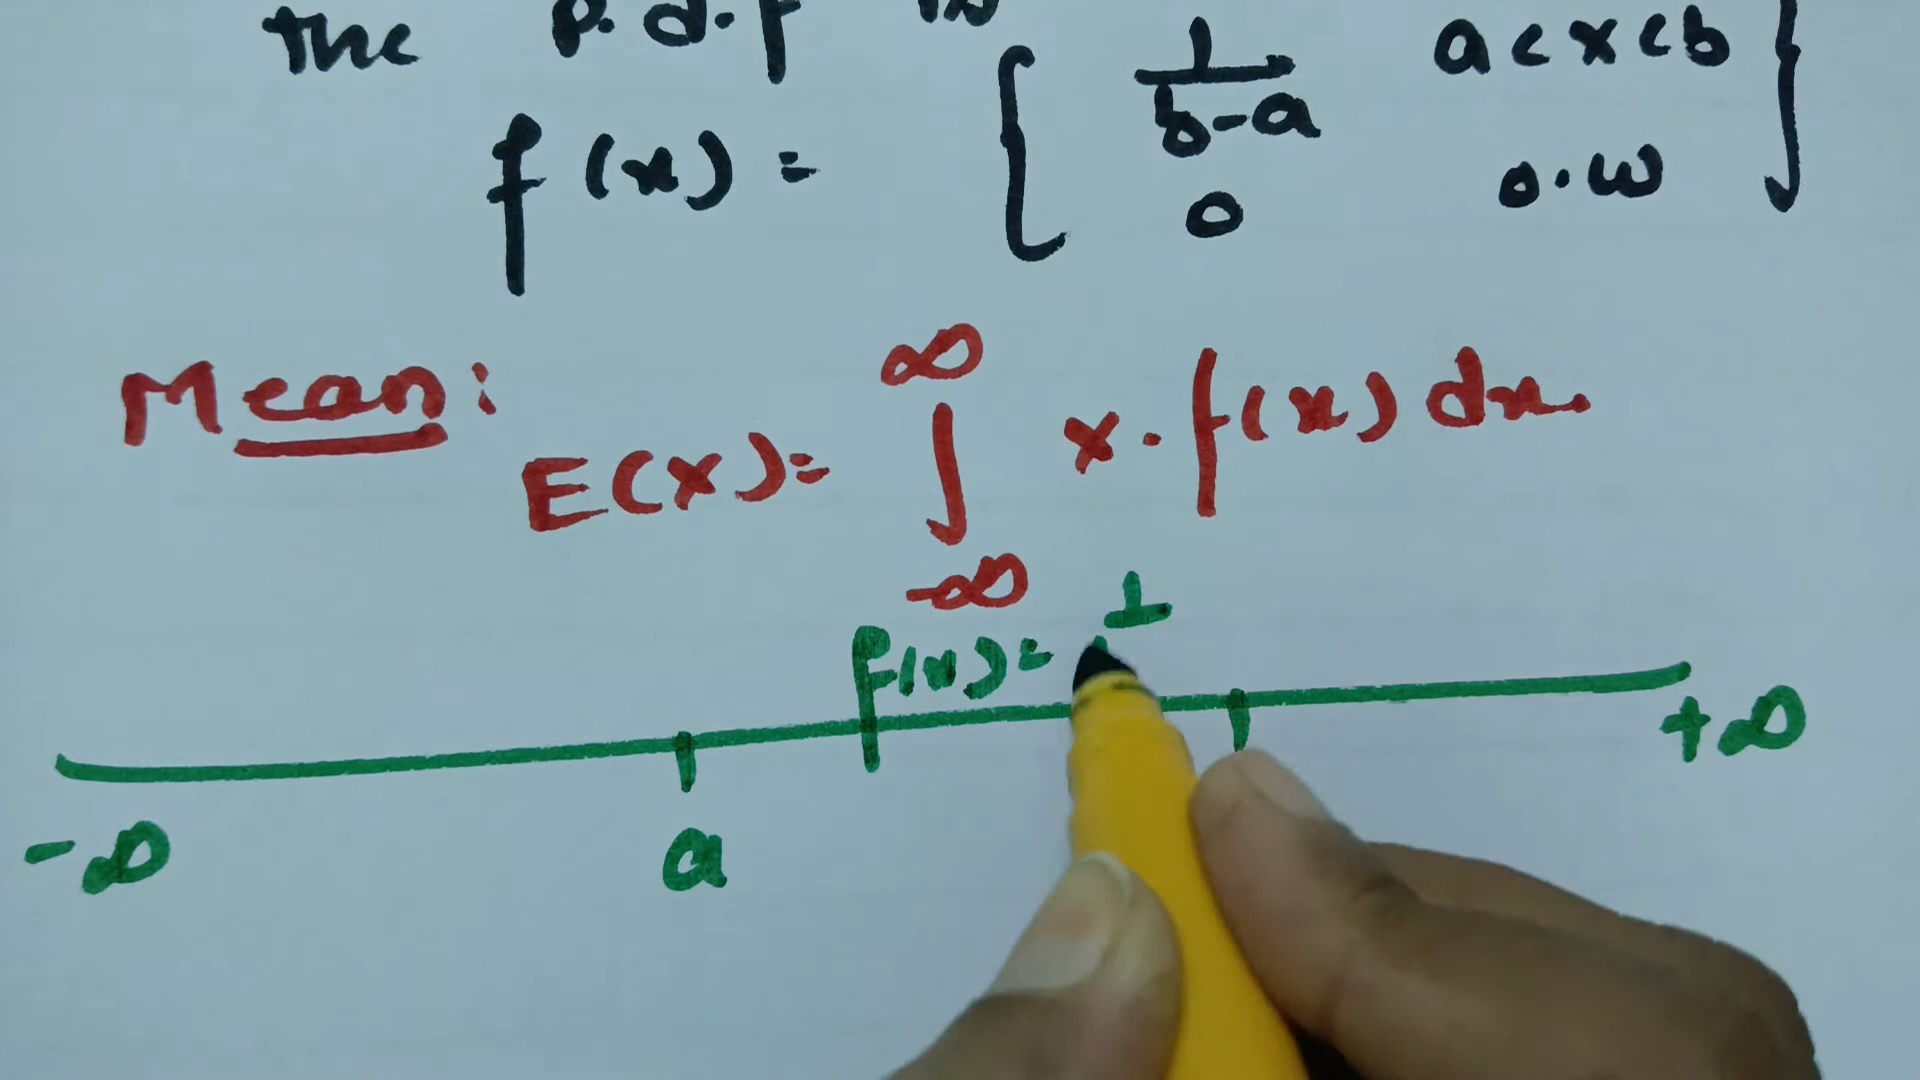 the p.d.f is
f(x) = { 1/b-a a<x<b }
0 o.w
Mean:
E(X) = ∫ ∞ -∞ x. f(x) dx.
f(x) = 1
-∞ a +∞